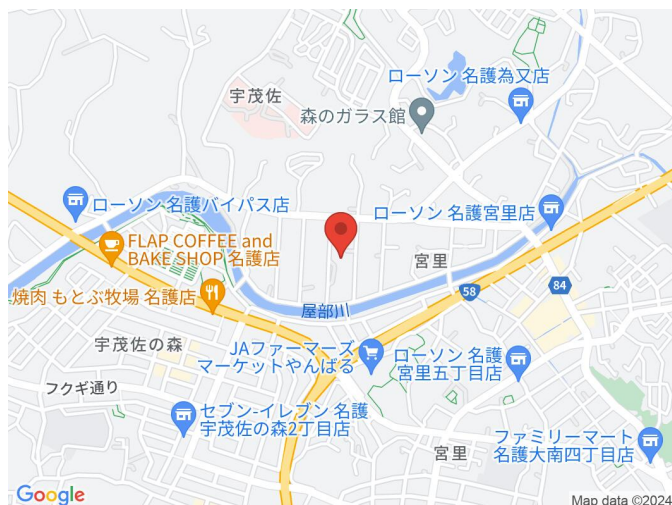 ローソン 名護為又店
宇茂佐
森のガラス館
ローソン 名護バイパス店
ローソン 名護宮里店
FLAP COFFEE and
BAKE SHOP 名護店
宮里
58
84
焼肉 もとぶ牧場 名護店
屋部川
宇茂佐の森
JAファーマーズ
マーケットやんばる
ローソン 名護
宮里五丁目店
フクギ通り
セブン-イレブン 名護
宇茂佐の森2丁目店
ファミリーマート
名護大南四丁目店
宮里
Google
Map data ©2024